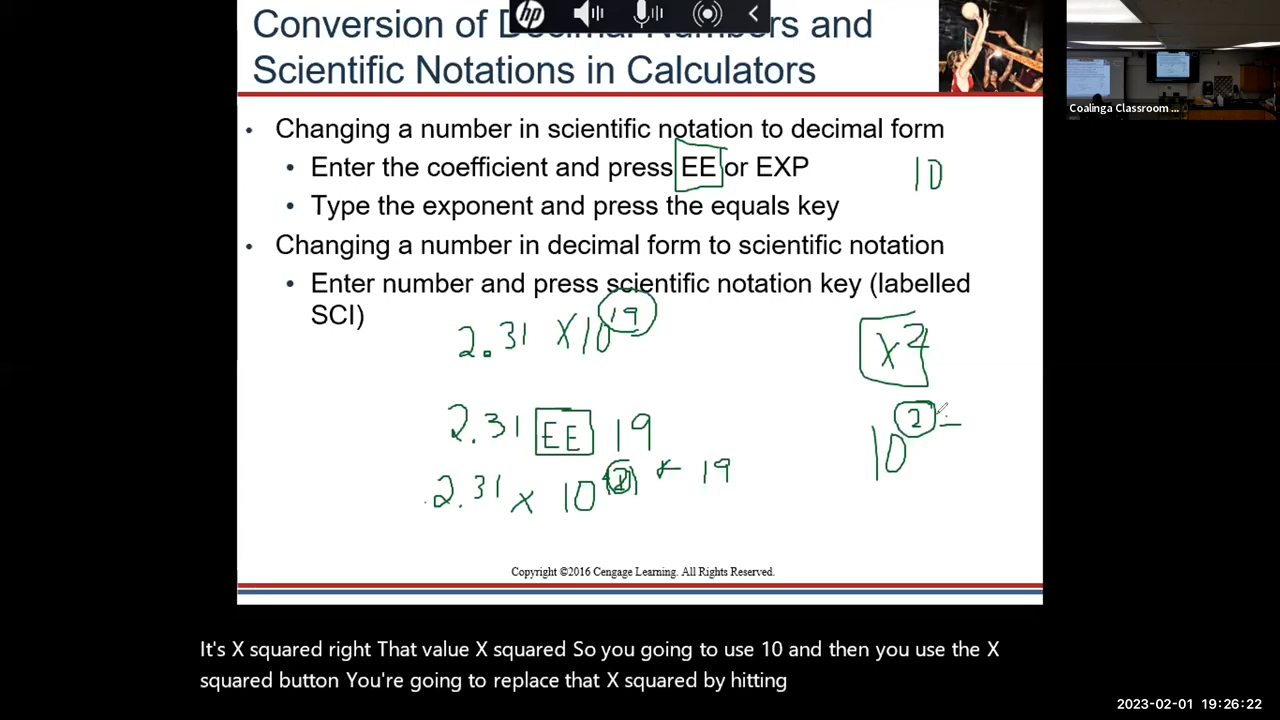 Conversion of Decimal Numbers and
Scientific Notations in Calculators
hp
Coalinga Classroom ...
• Changing a number in scientific notation to decimal form
• Enter the coefficient and press EE or EXP
10
• Type the exponent and press the equals key
• Changing a number in decimal form to scientific notation
• Enter number and press scientific notation key (labelled
SCI)
2.31 X10^19
X^2
2.31 EE 19
10^2 =
2.31 x 10^(2) ← 19
Copyright ©2016 Cengage Learning. All Rights Reserved.
It's X squared right That value X squared So you going to use 10 and then you use the X
squared button You're going to replace that X squared by hitting
2023-02-01 19:26:22